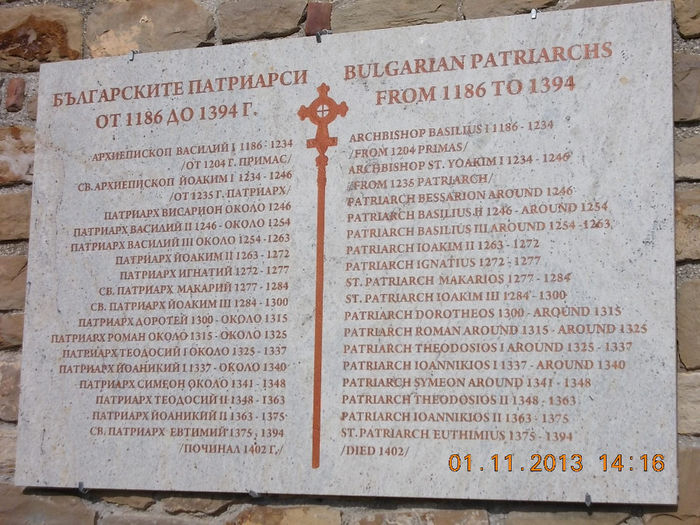 БЪЛГАРСКИТЕ ПАТРИАРСИ
ОТ 1186 ДО 1394 Г.
АРХИЕПИСКОП ВАСИЛИЙ I 1186 - 1234
/ОТ 1204 Г. ПРИМАС/
СВ. АРХИЕПИСКОП ЙОАКИМ I 1234 - 1246
/ОТ 1235 Г. ПАТРИАРХ/
ПАТРИАРХ ВИСАРИОН ОКОЛО 1246
ПАТРИАРХ ВАСИЛИЙ II 1246 - ОКОЛО 1254
ПАТРИАРХ ВАСИЛИЙ III ОКОЛО 1254 - 1263
ПАТРИАРХ ЙОАКИМ II 1263 - 1272
ПАТРИАРХ ИГНАТИЙ 1272 - 1277
СВ. ПАТРИАРХ МАКАРИЙ 1277 - 1284
СВ. ПАТРИАРХ ЙОАКИМ III 1284 - 1300
ПАТРИАРХ ДОРОТЕЙ 1300 - ОКОЛО 1315
ПАТРИАРХ РОМАН ОКОЛО 1315 - ОКОЛО 1325
ПАТРИАРХ ТЕОДОСИЙ I ОКОЛО 1325 - 1337
ПАТРИАРХ ЙОАНИКИЙ I 1337 - ОКОЛО 1340
ПАТРИАРХ СИМЕОН ОКОЛО 1341 - 1348
ПАТРИАРХ ТЕОДОСИЙ II 1348 - 1363
ПАТРИАРХ ЙОАНИКИЙ II 1363 - 1375
СВ. ПАТРИАРХ ЕВТИМИЙ 1375 - 1394
/ПОЧИНАЛ 1402 Г./
BULGARIAN PATRIARCHS
FROM 1186 TO 1394
ARCHBISHOP BASILIUS I 1186 - 1234
/FROM 1204 PRIMAS/
ARCHBISHOP ST. YOAKIM I 1234 - 1246
/FROM 1235 PATRIARCH/
PATRIARCH BESSARION AROUND 1246
PATRIARCH BASILIUS II 1246 - AROUND 1254
PATRIARCH BASILIUS III AROUND 1254 - 1263
PATRIARCH IOAKIM II 1263 - 1272
PATRIARCH IGNATIUS 1272 - 1277
ST. PATRIARCH MAKARIOS 1277 - 1284
ST. PATRIARCH IOAKIM III 1284 - 1300
PATRIARCH DOROTHEOS 1300 - AROUND 1315
PATRIARCH ROMAN AROUND 1315 - AROUND 1325
PATRIARCH THEODOSIOS I AROUND 1325 - 1337
PATRIARCH IOANNIKIOS I 1337 - AROUND 1340
PATRIARCH SYMEON AROUND 1341 - 1348
PATRIARCH THEODOSIOS II 1348 - 1363
PATRIARCH IOANNIKIOS II 1363 - 1375
ST. PATRIARCH EUTHIMIUS 1375 - 1394
/DIED 1402/
01.11.2013 14:16